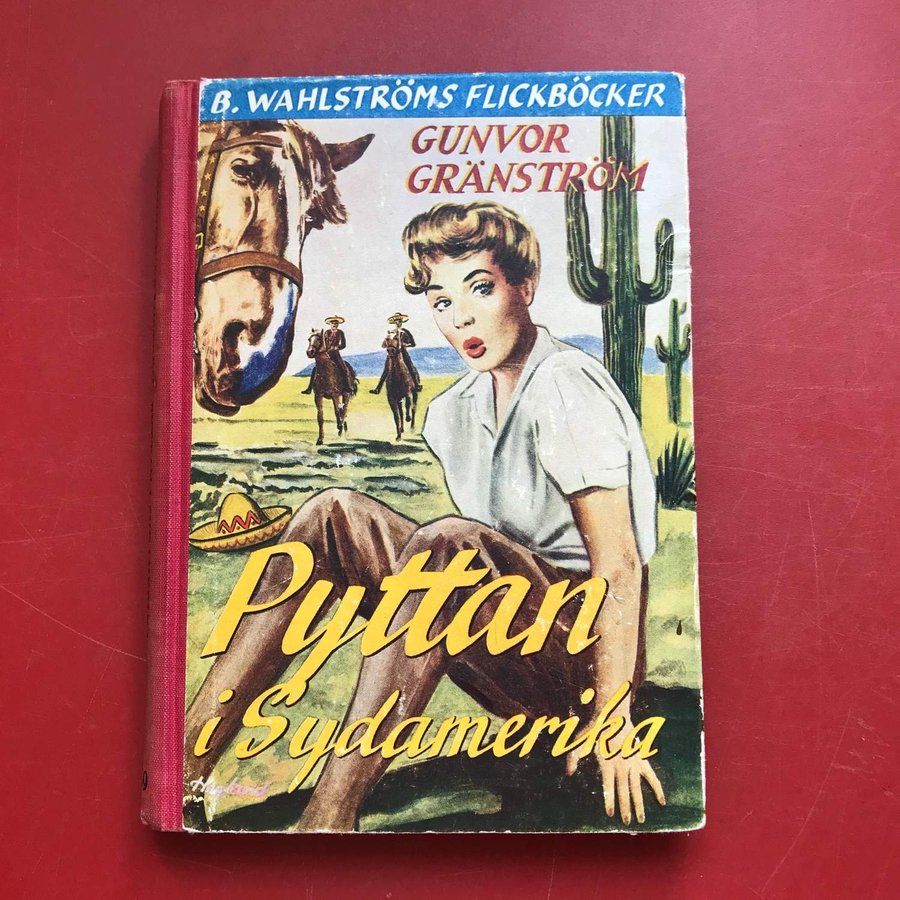 B. WAHLSTRÖMS FLICKBÖCKER
GUNVOR
GRÄNSTRÖM
Pyttan
i Sydamerika